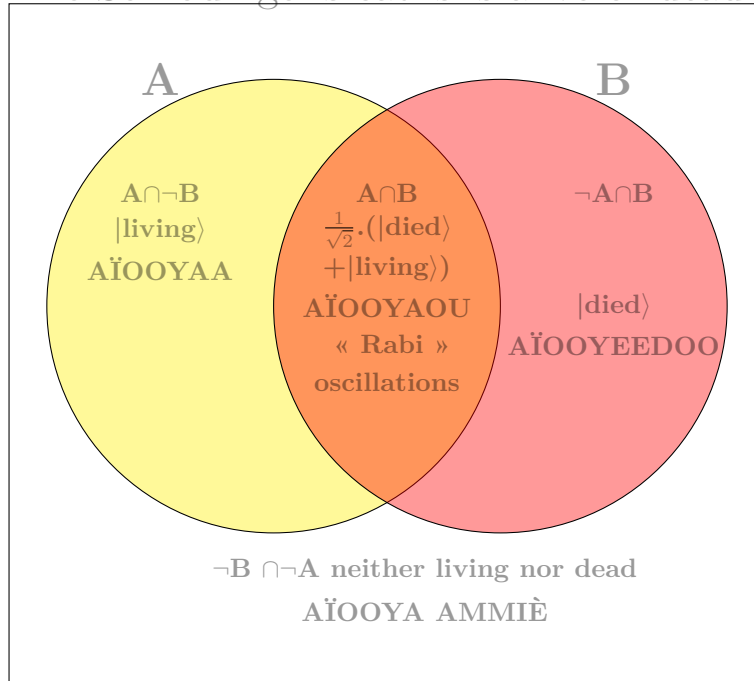 A
B
A∩¬B
|living⟩
AÏOOYAA
A∩B
1/√2.(|died⟩
+|living⟩)
AÏOOYAOU
« Rabi »
oscillations
¬A∩B
|died⟩
AÏOOYEEDOO
¬B ∩¬A neither living nor dead
AÏOOYA AMMIÈ